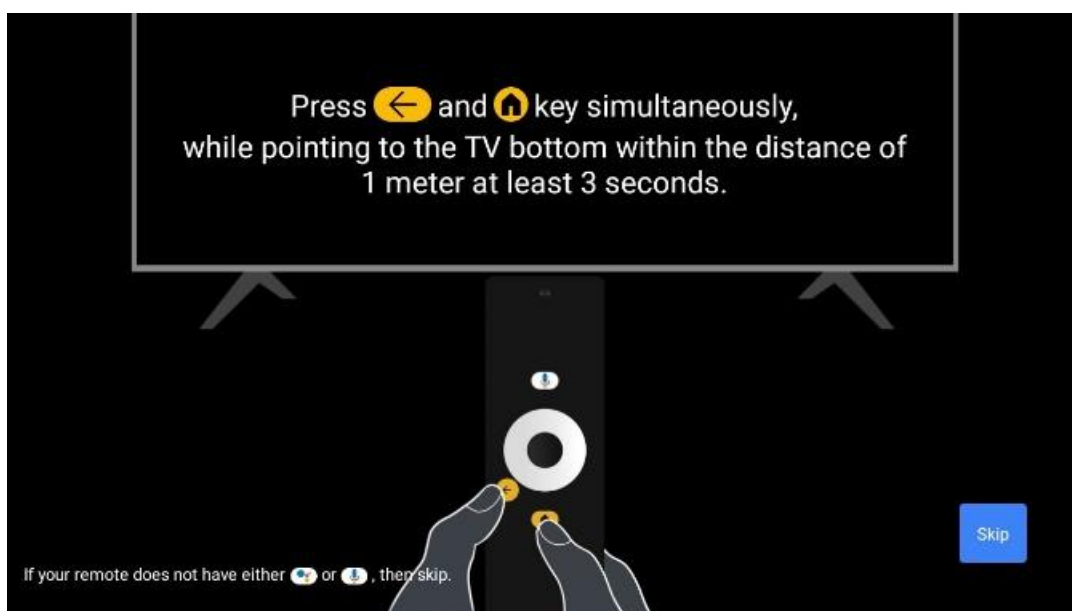 Press and key simultaneously,
while pointing to the TV bottom within the distance of
1 meter at least 3 seconds.
Skip
If your remote does not have either or , then skip.